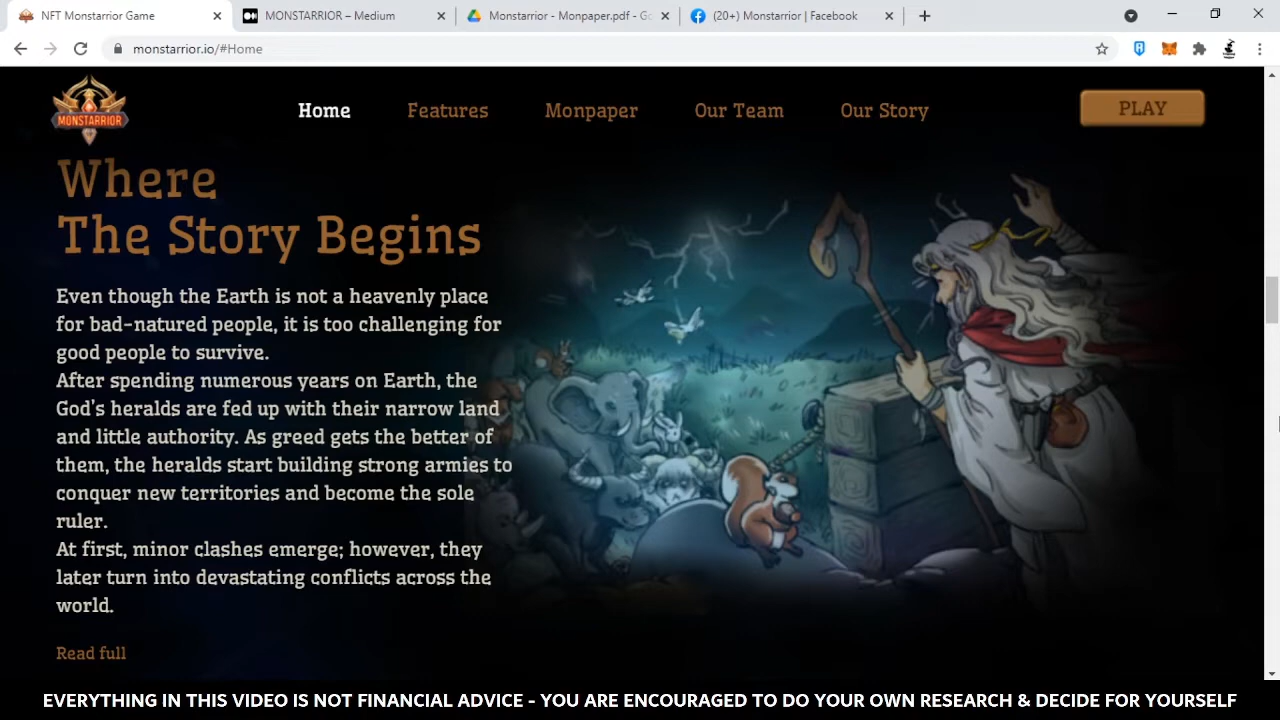 NFT Monstarrior Game
MONSTARRIOR – Medium
Monstarrior - Monpaper.pdf - Go
(20+) Monstarrior | Facebook
monstarrior.io/#Home
MONSTARRIOR
Home
Features
Monpaper
Our Team
Our Story
PLAY
Where
The Story Begins
Even though the Earth is not a heavenly place
for bad-natured people, it is too challenging for
good people to survive.
After spending numerous years on Earth, the
God's heralds are fed up with their narrow land
and little authority. As greed gets the better of
them, the heralds start building strong armies to
conquer new territories and become the sole
ruler.
At first, minor clashes emerge; however, they
later turn into devastating conflicts across the
world.
Read full
EVERYTHING IN THIS VIDEO IS NOT FINANCIAL ADVICE - YOU ARE ENCOURAGED TO DO YOUR OWN RESEARCH & DECIDE FOR YOURSELF